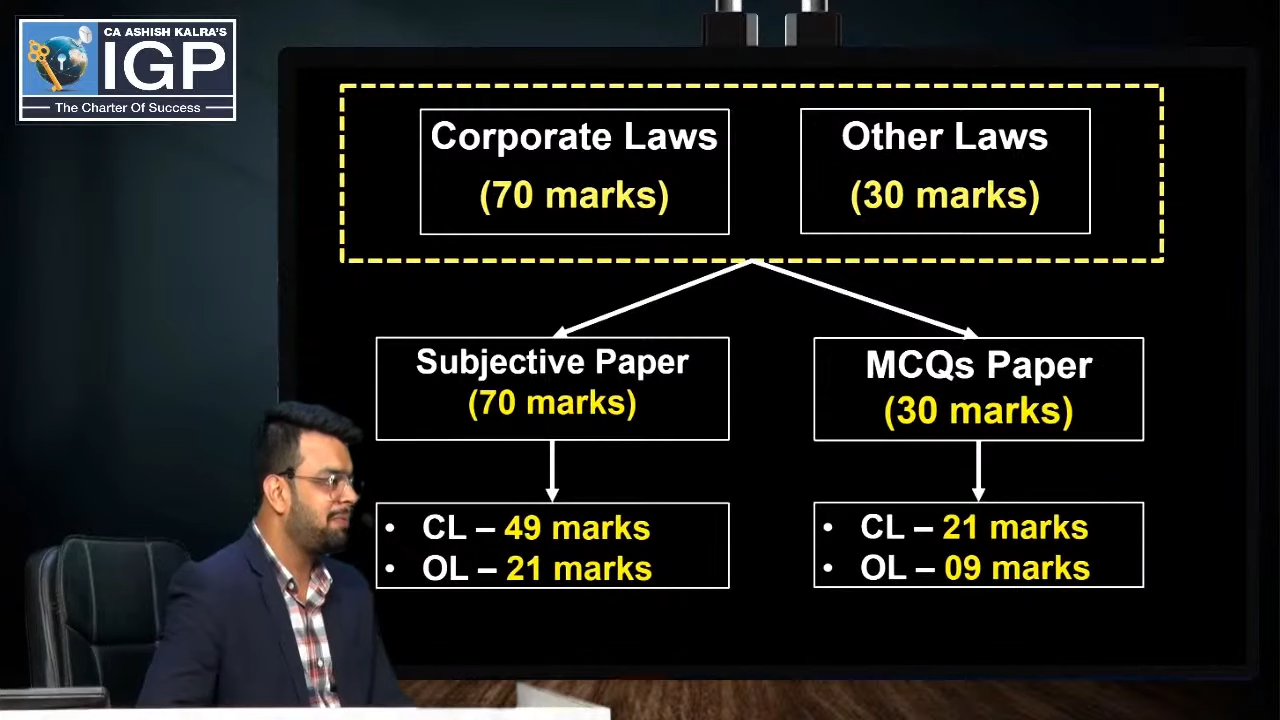 CA ASHISH KALRA'S
IGP
The Charter Of Success
Corporate Laws
(70 marks)
Other Laws
(30 marks)
Subjective Paper
(70 marks)
MCQs Paper
(30 marks)
• CL – 49 marks
• OL – 21 marks
• CL – 21 marks
• OL – 09 marks